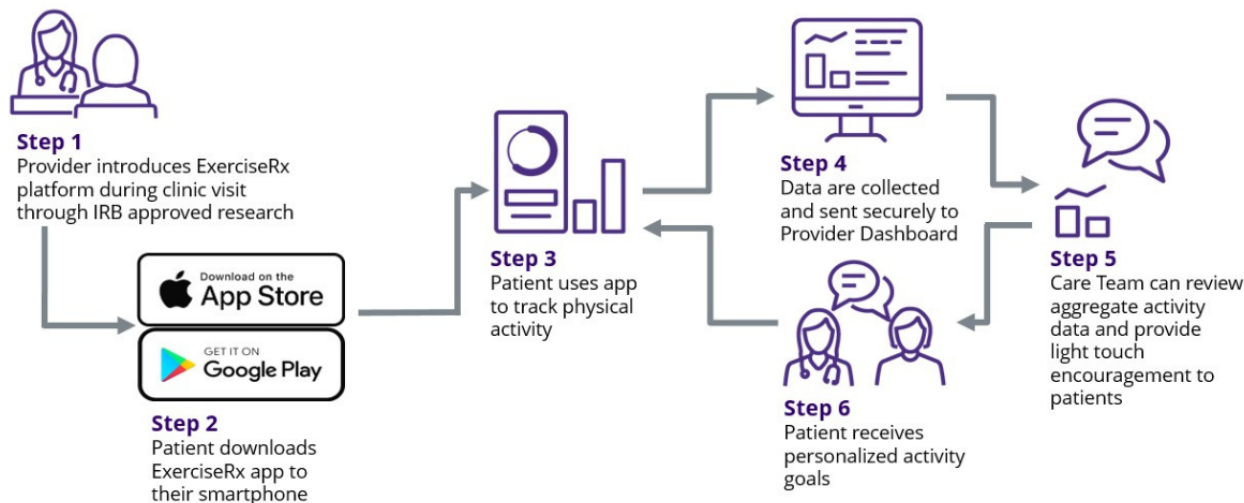 Step 1
Provider introduces ExerciseRx
platform during clinic visit
through IRB approved research
Download on the
App Store
GET IT ON
Google Play
Step 2
Patient downloads
ExerciseRx app to
their smartphone
Step 3
Patient uses app
to track physical
activity
Step 4
Data are collected
and sent securely to
Provider Dashboard
Step 5
Care Team can review
aggregate activity
data and provide
light touch
encouragement to
patients
Step 6
Patient receives
personalized activity
goals